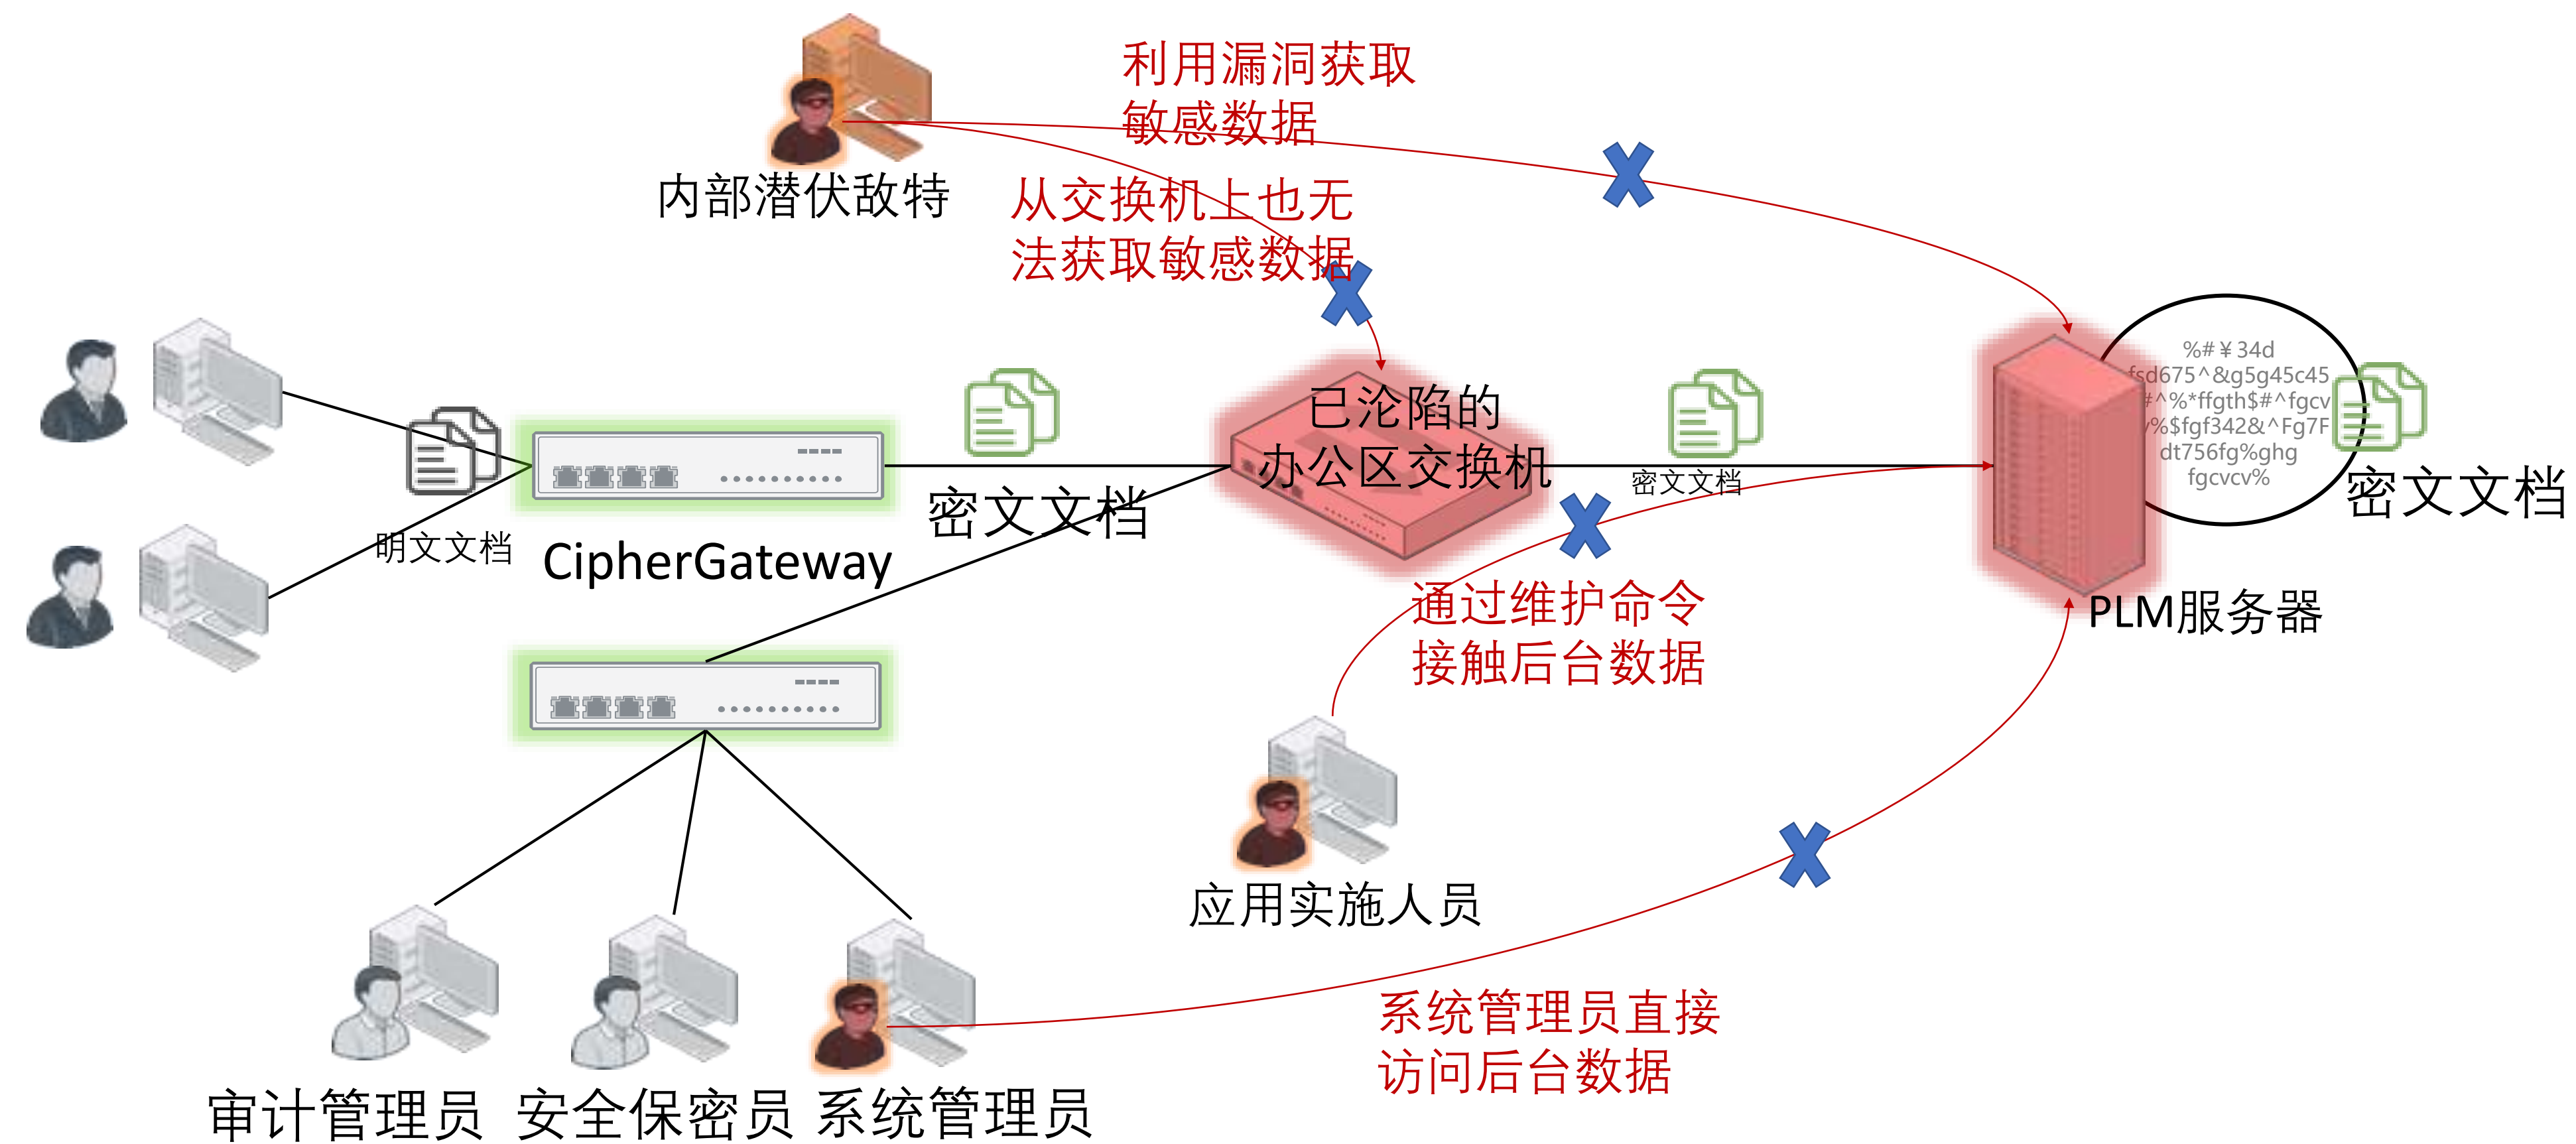 利用漏洞获取
敏感数据
内部潜伏敌特
从交换机上也无
法获取敏感数据
%#￥34d
fsd675^&g5g45c45
#^%*ffgth$#^fgcv
%$fgf342&^Fg7F
dt756fg%ghg
fgcvcv%
已沦陷的
办公区交换机
密文文档
密文文档
密文文档
明文文档
CipherGateway
通过维护命令
接触后台数据
PLM服务器
应用实施人员
系统管理员直接
访问后台数据
审计管理员
安全保密员
系统管理员